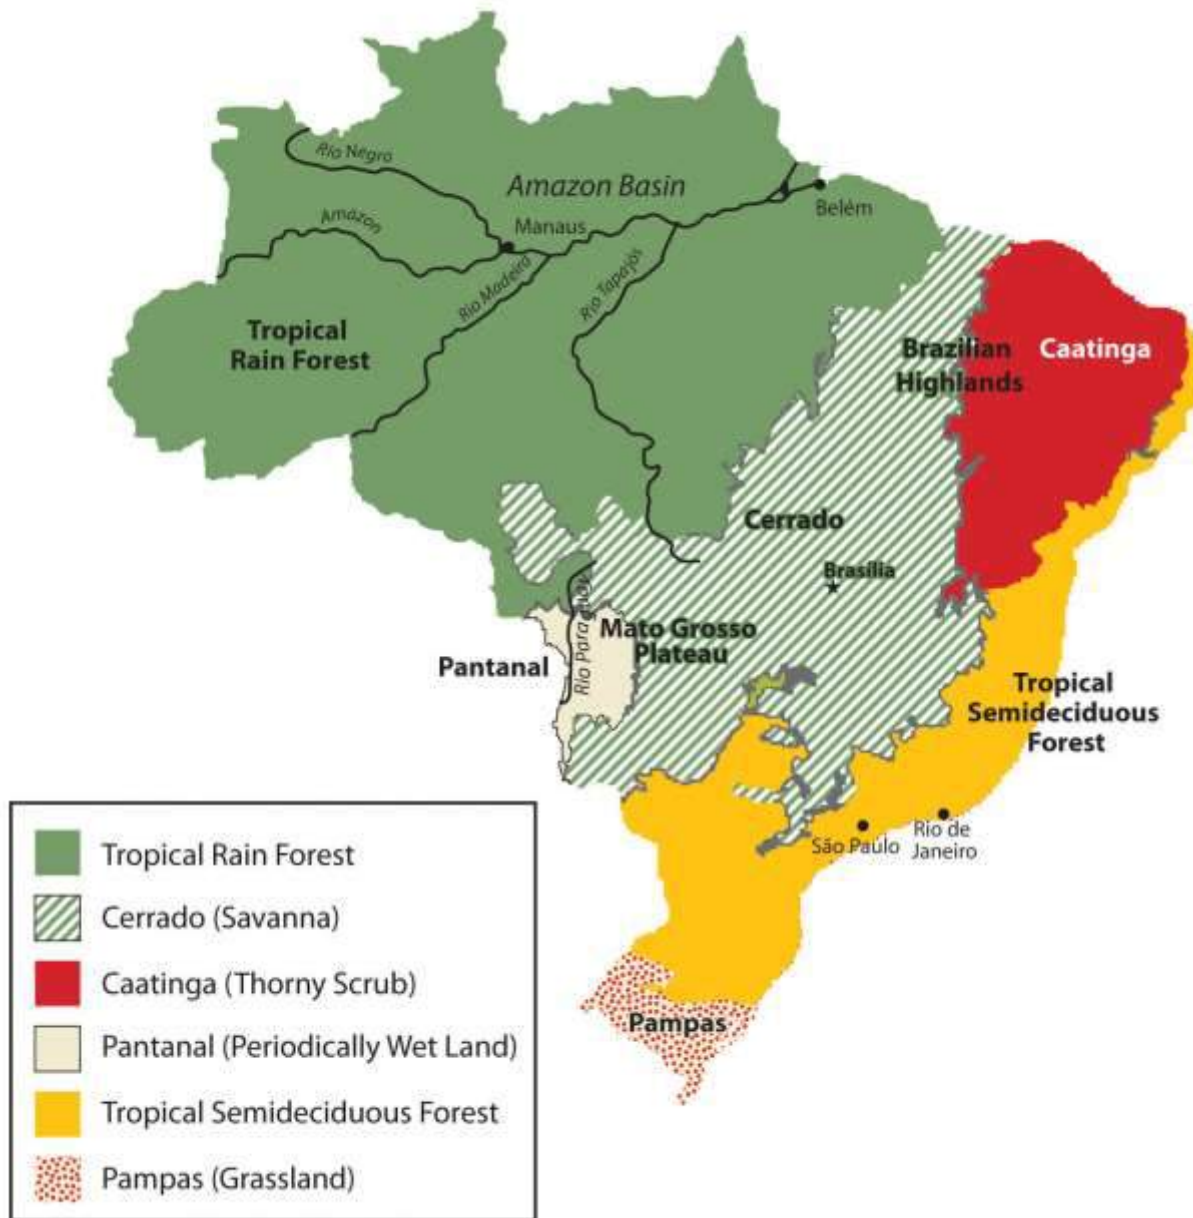 Rio Negro
Amazon Basin
Belém
Amazon
Manaus
Rio Madeira
Rio Tapajós
Tropical
Rain Forest
Brazilian
Highlands
Caatinga
Cerrado
Brasília
Rio Paraguay
Mato Grosso
Plateau
Pantanal
Tropical
Semideciduous
Forest
São Paulo
Rio de
Janeiro
Pampas
Tropical Rain Forest
Cerrado (Savanna)
Caatinga (Thorny Scrub)
Pantanal (Periodically Wet Land)
Tropical Semideciduous Forest
Pampas (Grassland)